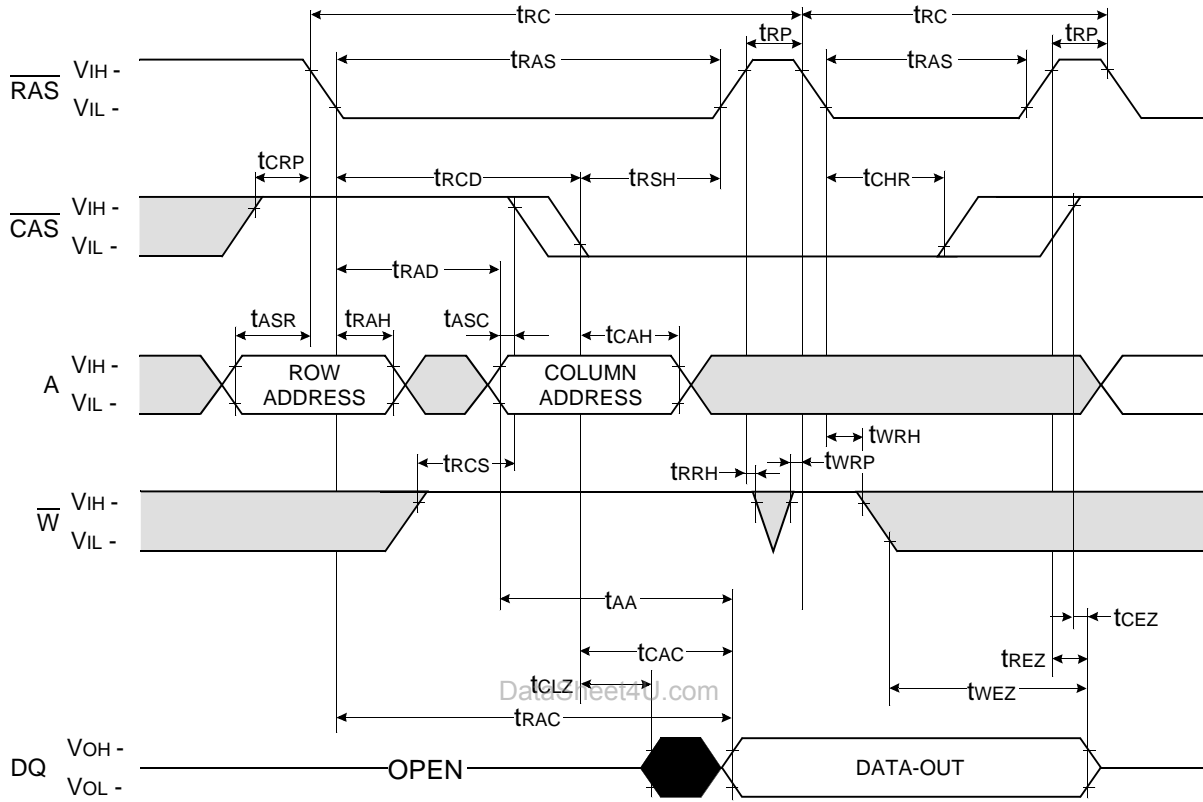 tRC tRC
tRP tRP
tRAS tRAS
RAS VIH -
VIL -
tCRP
tRCD tRSH tCHR
CAS VIH -
VIL -
tRAD
tASR tRAH tASC tCAH
A VIH -
VIL -
ROW
ADDRESS
COLUMN
ADDRESS
tWRH
tRCS tRRH tWRP
W VIH -
VIL -
tAA
tCEZ
tCAC tREZ
tCLZ tWEZ
DataSheet4U.com
tRAC
DQ VOH -
VOL -
OPEN DATA-OUT